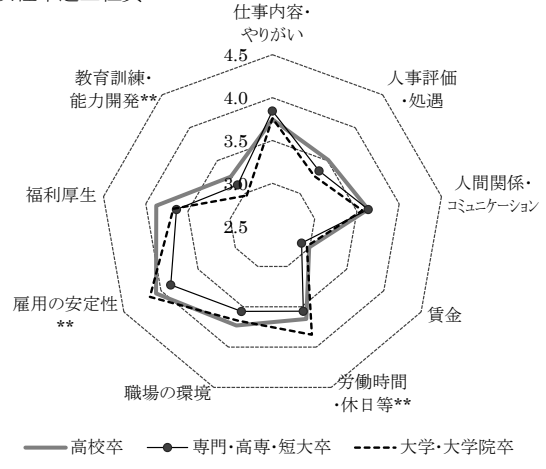 仕事内容・
やりがい
4.5
教育訓練・
能力開発**
人事評価
・処遇
4.0
3.5
3.0
福利厚生
人間関係・
コミュニケーション
2.5
雇用の安定性
**
賃金
職場の環境
労働時間
・休日等**
高校卒 専門・高専・短大卒 大学・大学院卒